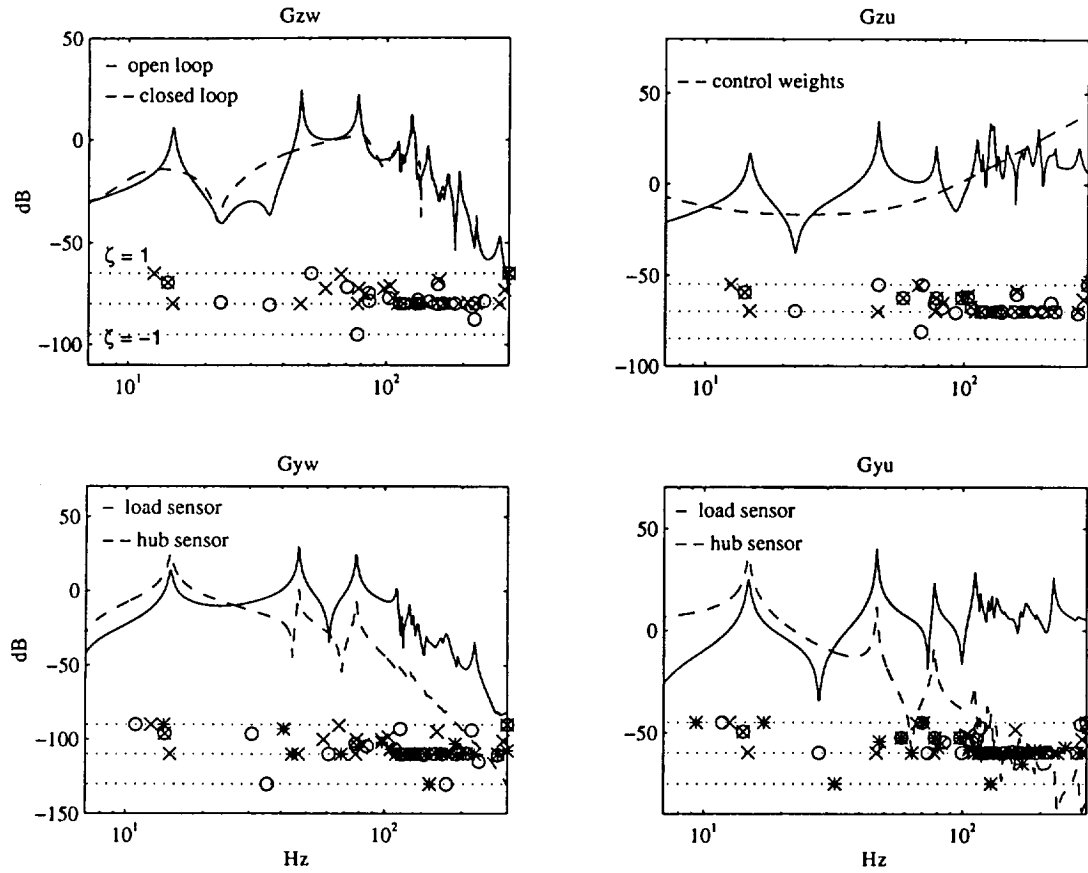 Gzw
50
0
−50
−100
dB
– open loop
– – closed loop
ζ = 1
ζ = −1
10¹
10²
Gzu
50
0
−50
−100
– – control weights
10¹
10²
Gyw
50
0
−50
−100
−150
dB
– load sensor
– – hub sensor
10¹
10²
Hz
Gyu
50
0
−50
– load sensor
– – hub sensor
10¹
10²
Hz